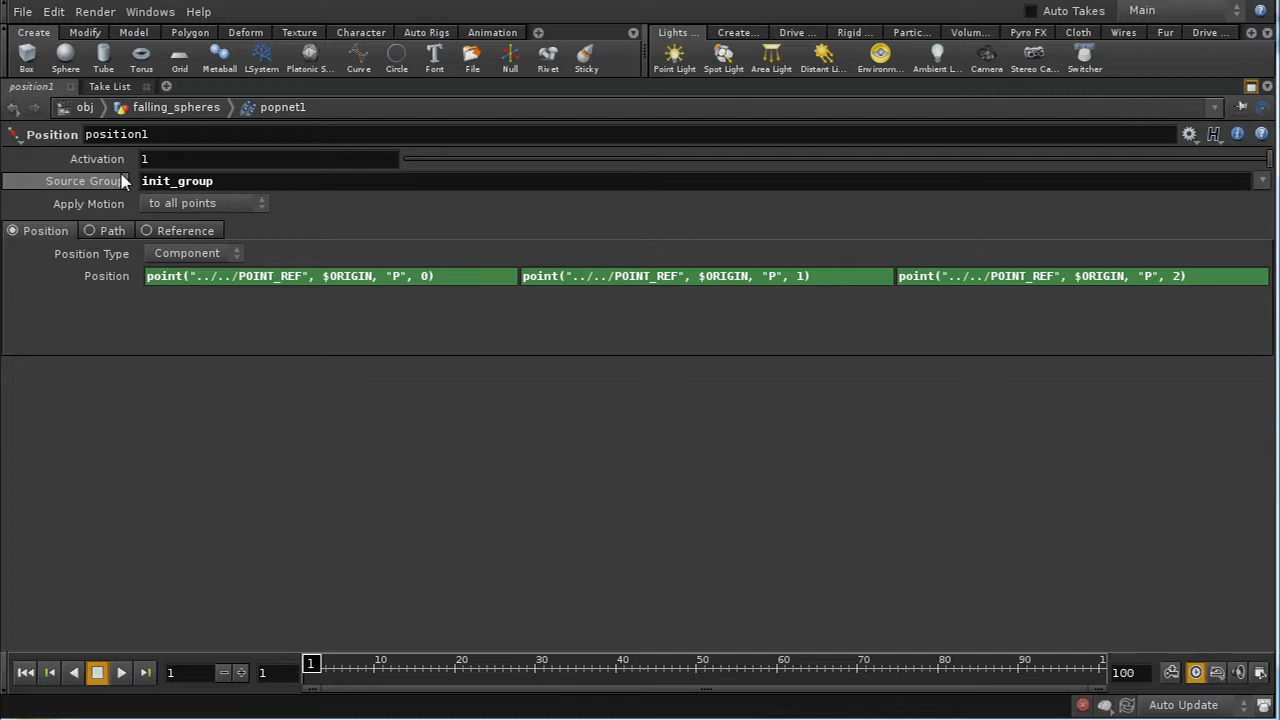 File Edit Render Windows Help Auto Takes Main
Create Modify Model Polygon Deform Texture Character Auto Rigs Animation Lights ... Create... Drive ... Rigid ... Partic... Volum... Pyro FX Cloth Wires Fur Drive ...
Box Sphere Tube Torus Grid Metaball LSystem Platonic S... Curve Circle Font File Null Rivet Sticky Point Light Spot Light Area Light Distant Li... Environm... Ambient L... Camera Stereo Ca... Switcher
position1 Take List
obj falling_spheres popnet1
Position position1
Activation 1
Source Group init_group
Apply Motion to all points
Position Path Reference
Position Type Component
Position point("../../POINT_REF", $ORIGIN, "P", 0) point("../../POINT_REF", $ORIGIN, "P", 1) point("../../POINT_REF", $ORIGIN, "P", 2)
1 1 1 10 20 30 40 50 60 70 80 90 1 100
Auto Update